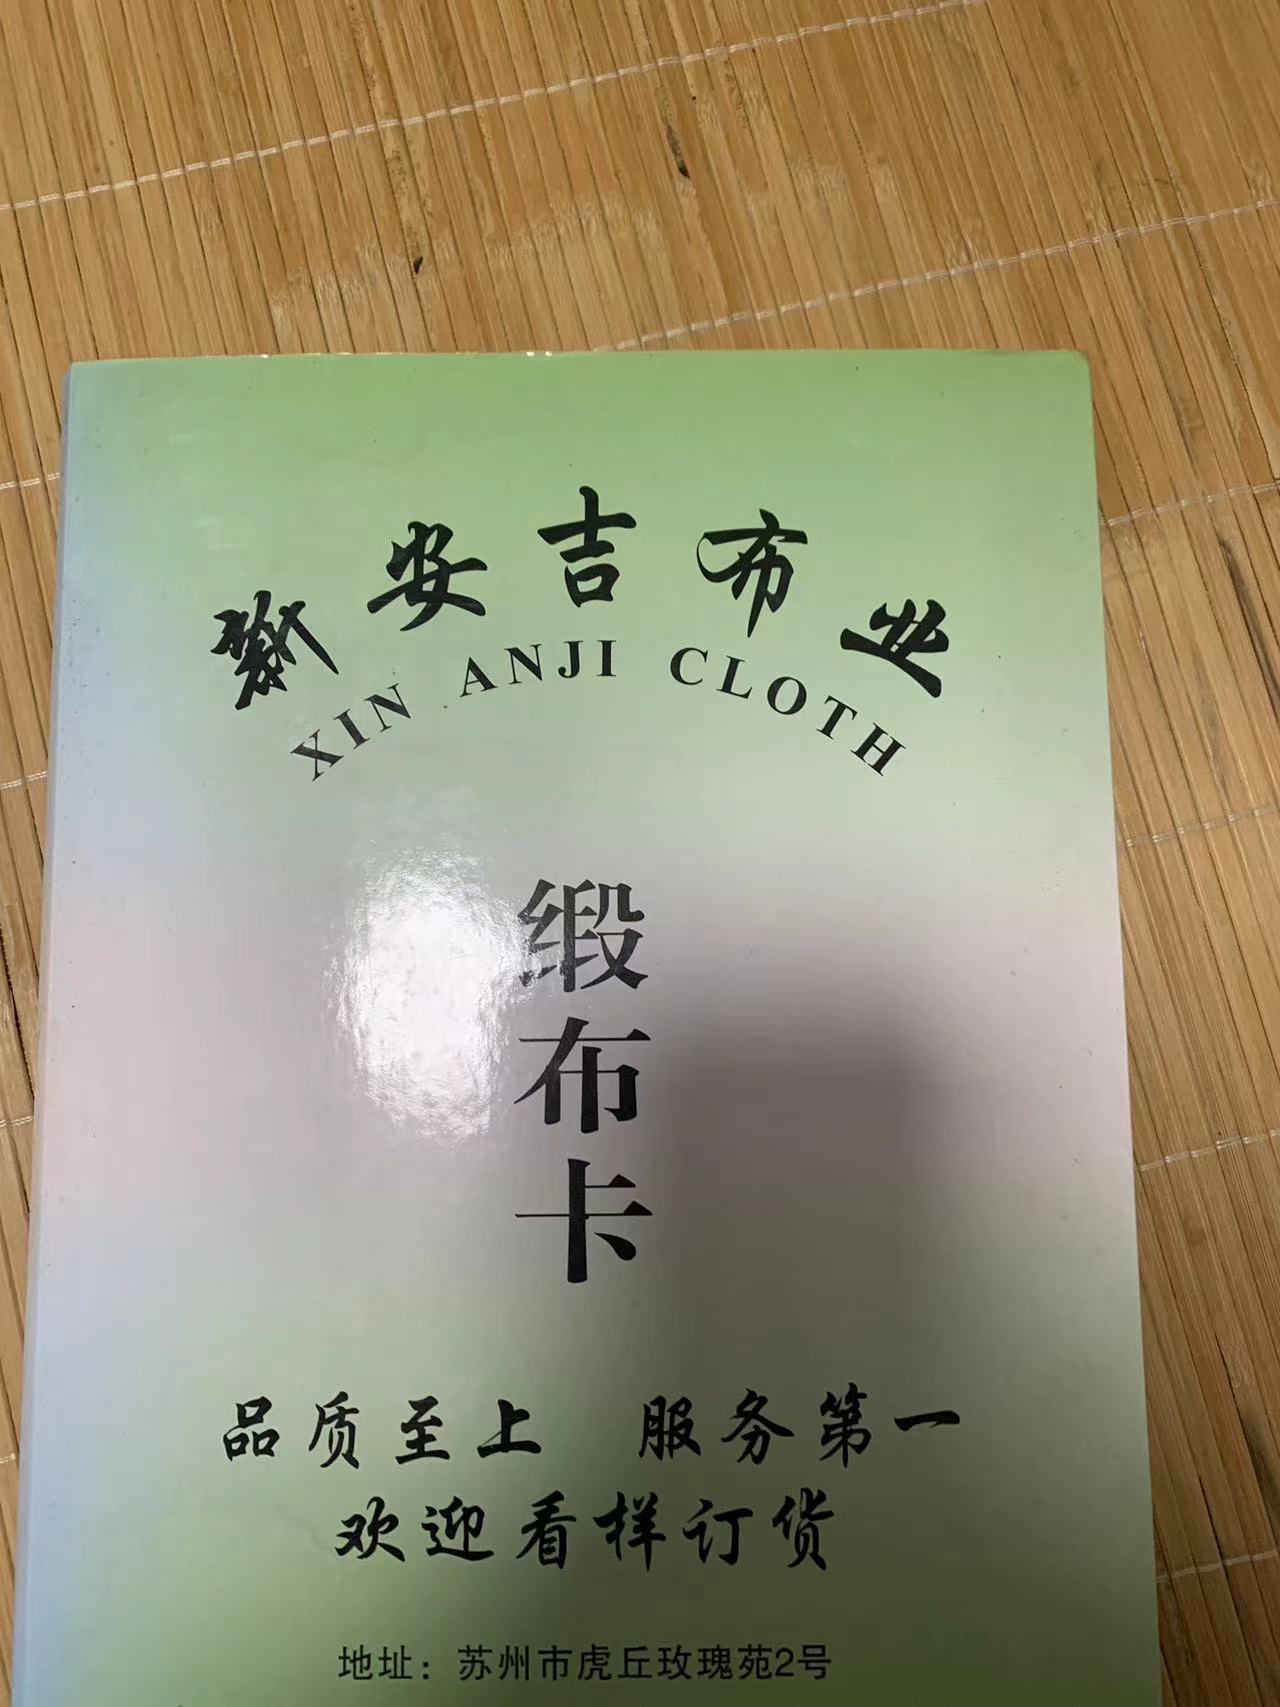 新安吉布业
XIN ANJI CLOTH
缎布卡
品质至上 服务第一
欢迎看样订货
地址：苏州市虎丘玫瑰苑2号